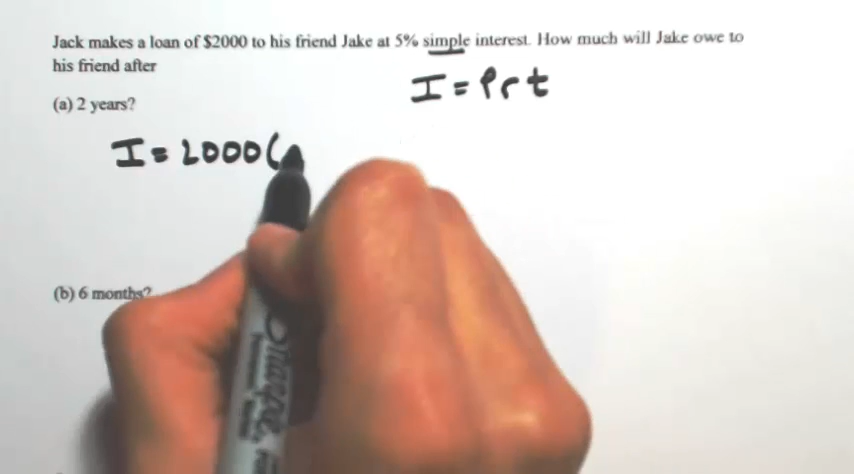 Jack makes a loan of $2000 to his friend Jake at 5% simple interest. How much will Jake owe to
his friend after
I = Prt
(a) 2 years?
I = 2000(
(b) 6 months?
Sharpie